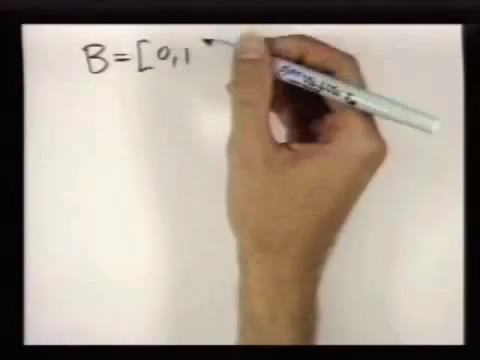 B = [ 0, 1